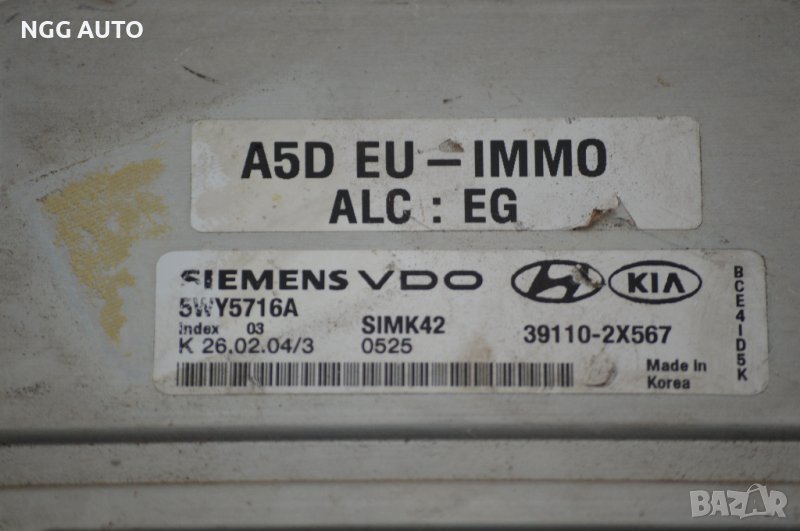 NGG AUTO
A5D EU - IMMO
ALC : EG
SIEMENS VDO
KIA
5WY5716A
Index 03
SIMK42
39110-2X567
K 26.02.04/3
0525
Made In
Korea
BCE4ID5K
BAZAR